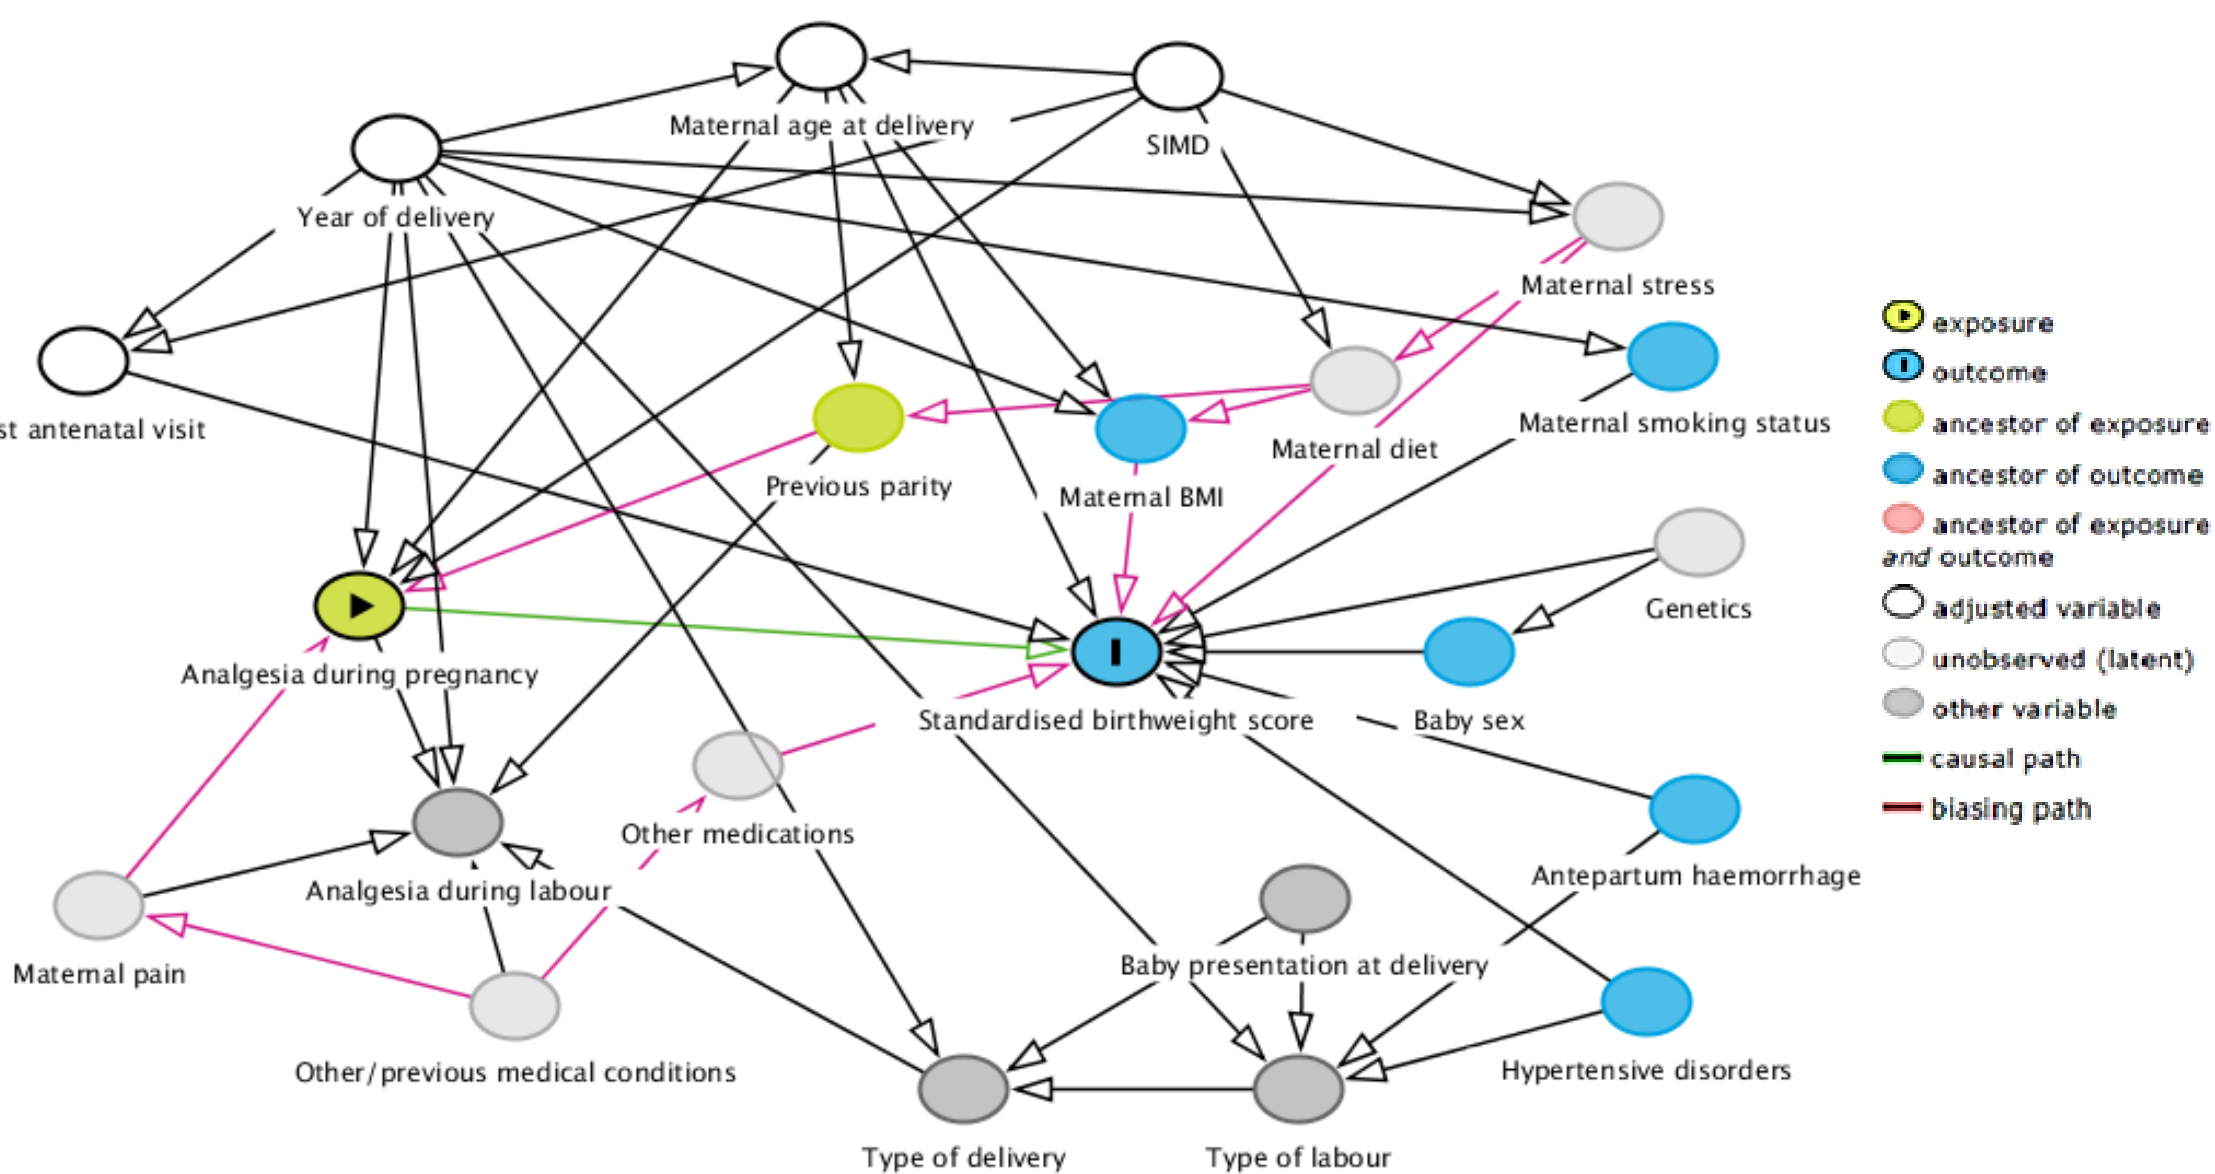 Maternal age at delivery
SIMD
Year of delivery
Maternal stress
exposure
outcome
st antenatal visit
Maternal smoking status
ancestor of exposure
Maternal diet
Previous parity
Maternal BMI
ancestor of outcome
ancestor of exposure
and outcome
Genetics
adjusted variable
Analgesia during pregnancy
unobserved (latent)
Standardised birthweight score
Baby sex
other variable
causal path
Other medications
biasing path
Analgesia during labour
Antepartum haemorrhage
Maternal pain
Baby presentation at delivery
Other/previous medical conditions
Hypertensive disorders
Type of delivery
Type of labour